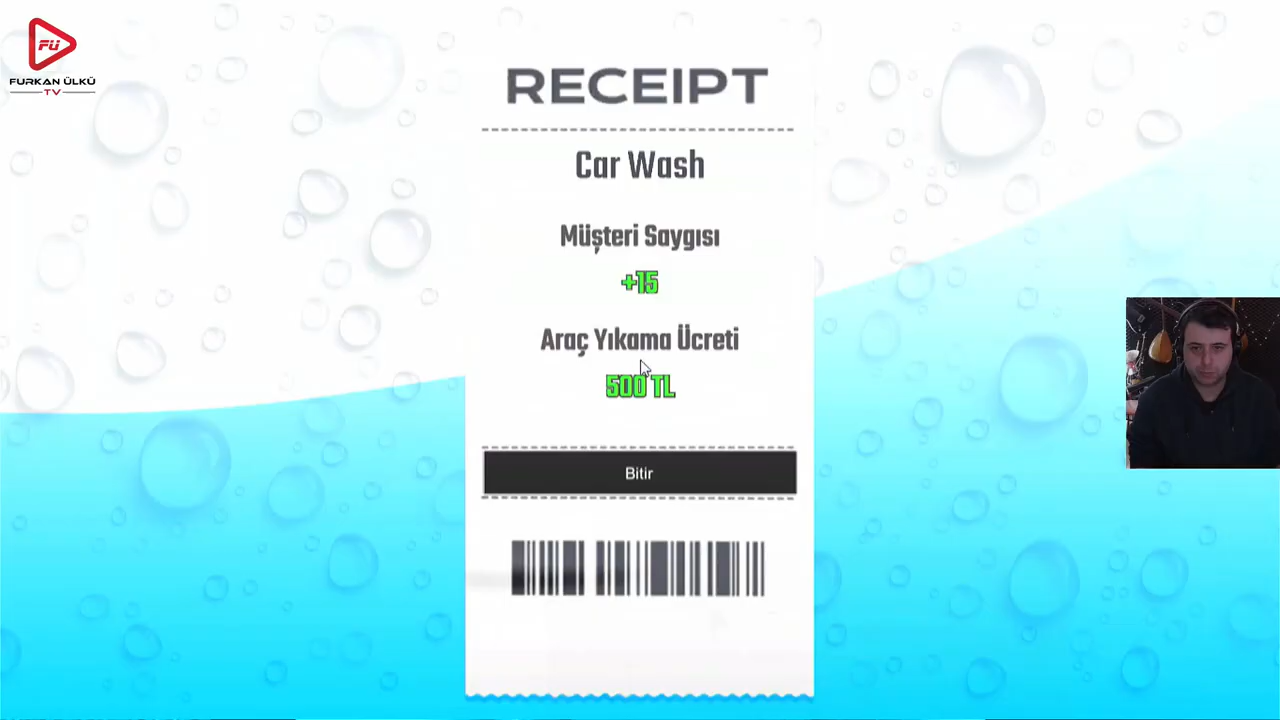 FÜ
FURKAN ÜLKÜ
TV
RECEIPT
Car Wash
Müşteri Saygısı
+15
Araç Yıkama Ücreti
500 TL
Bitir